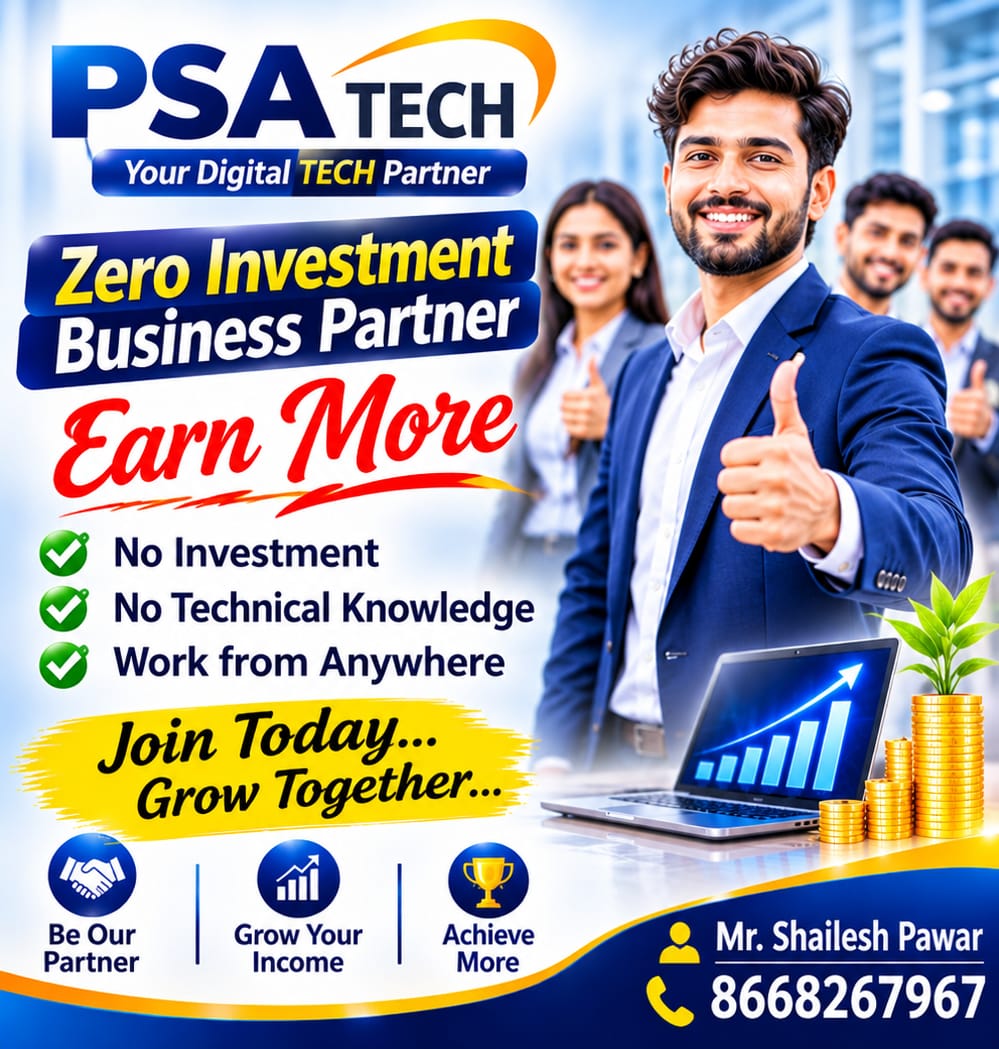 PSA TECH
Your Digital TECH Partner
Zero Investment
Business Partner
Earn More
No Investment
No Technical Knowledge
Work from Anywhere
Join Today...
Grow Together...
Be Our
Partner
Grow Your
Income
Achieve
More
Mr. Shailesh Pawar
8668267967